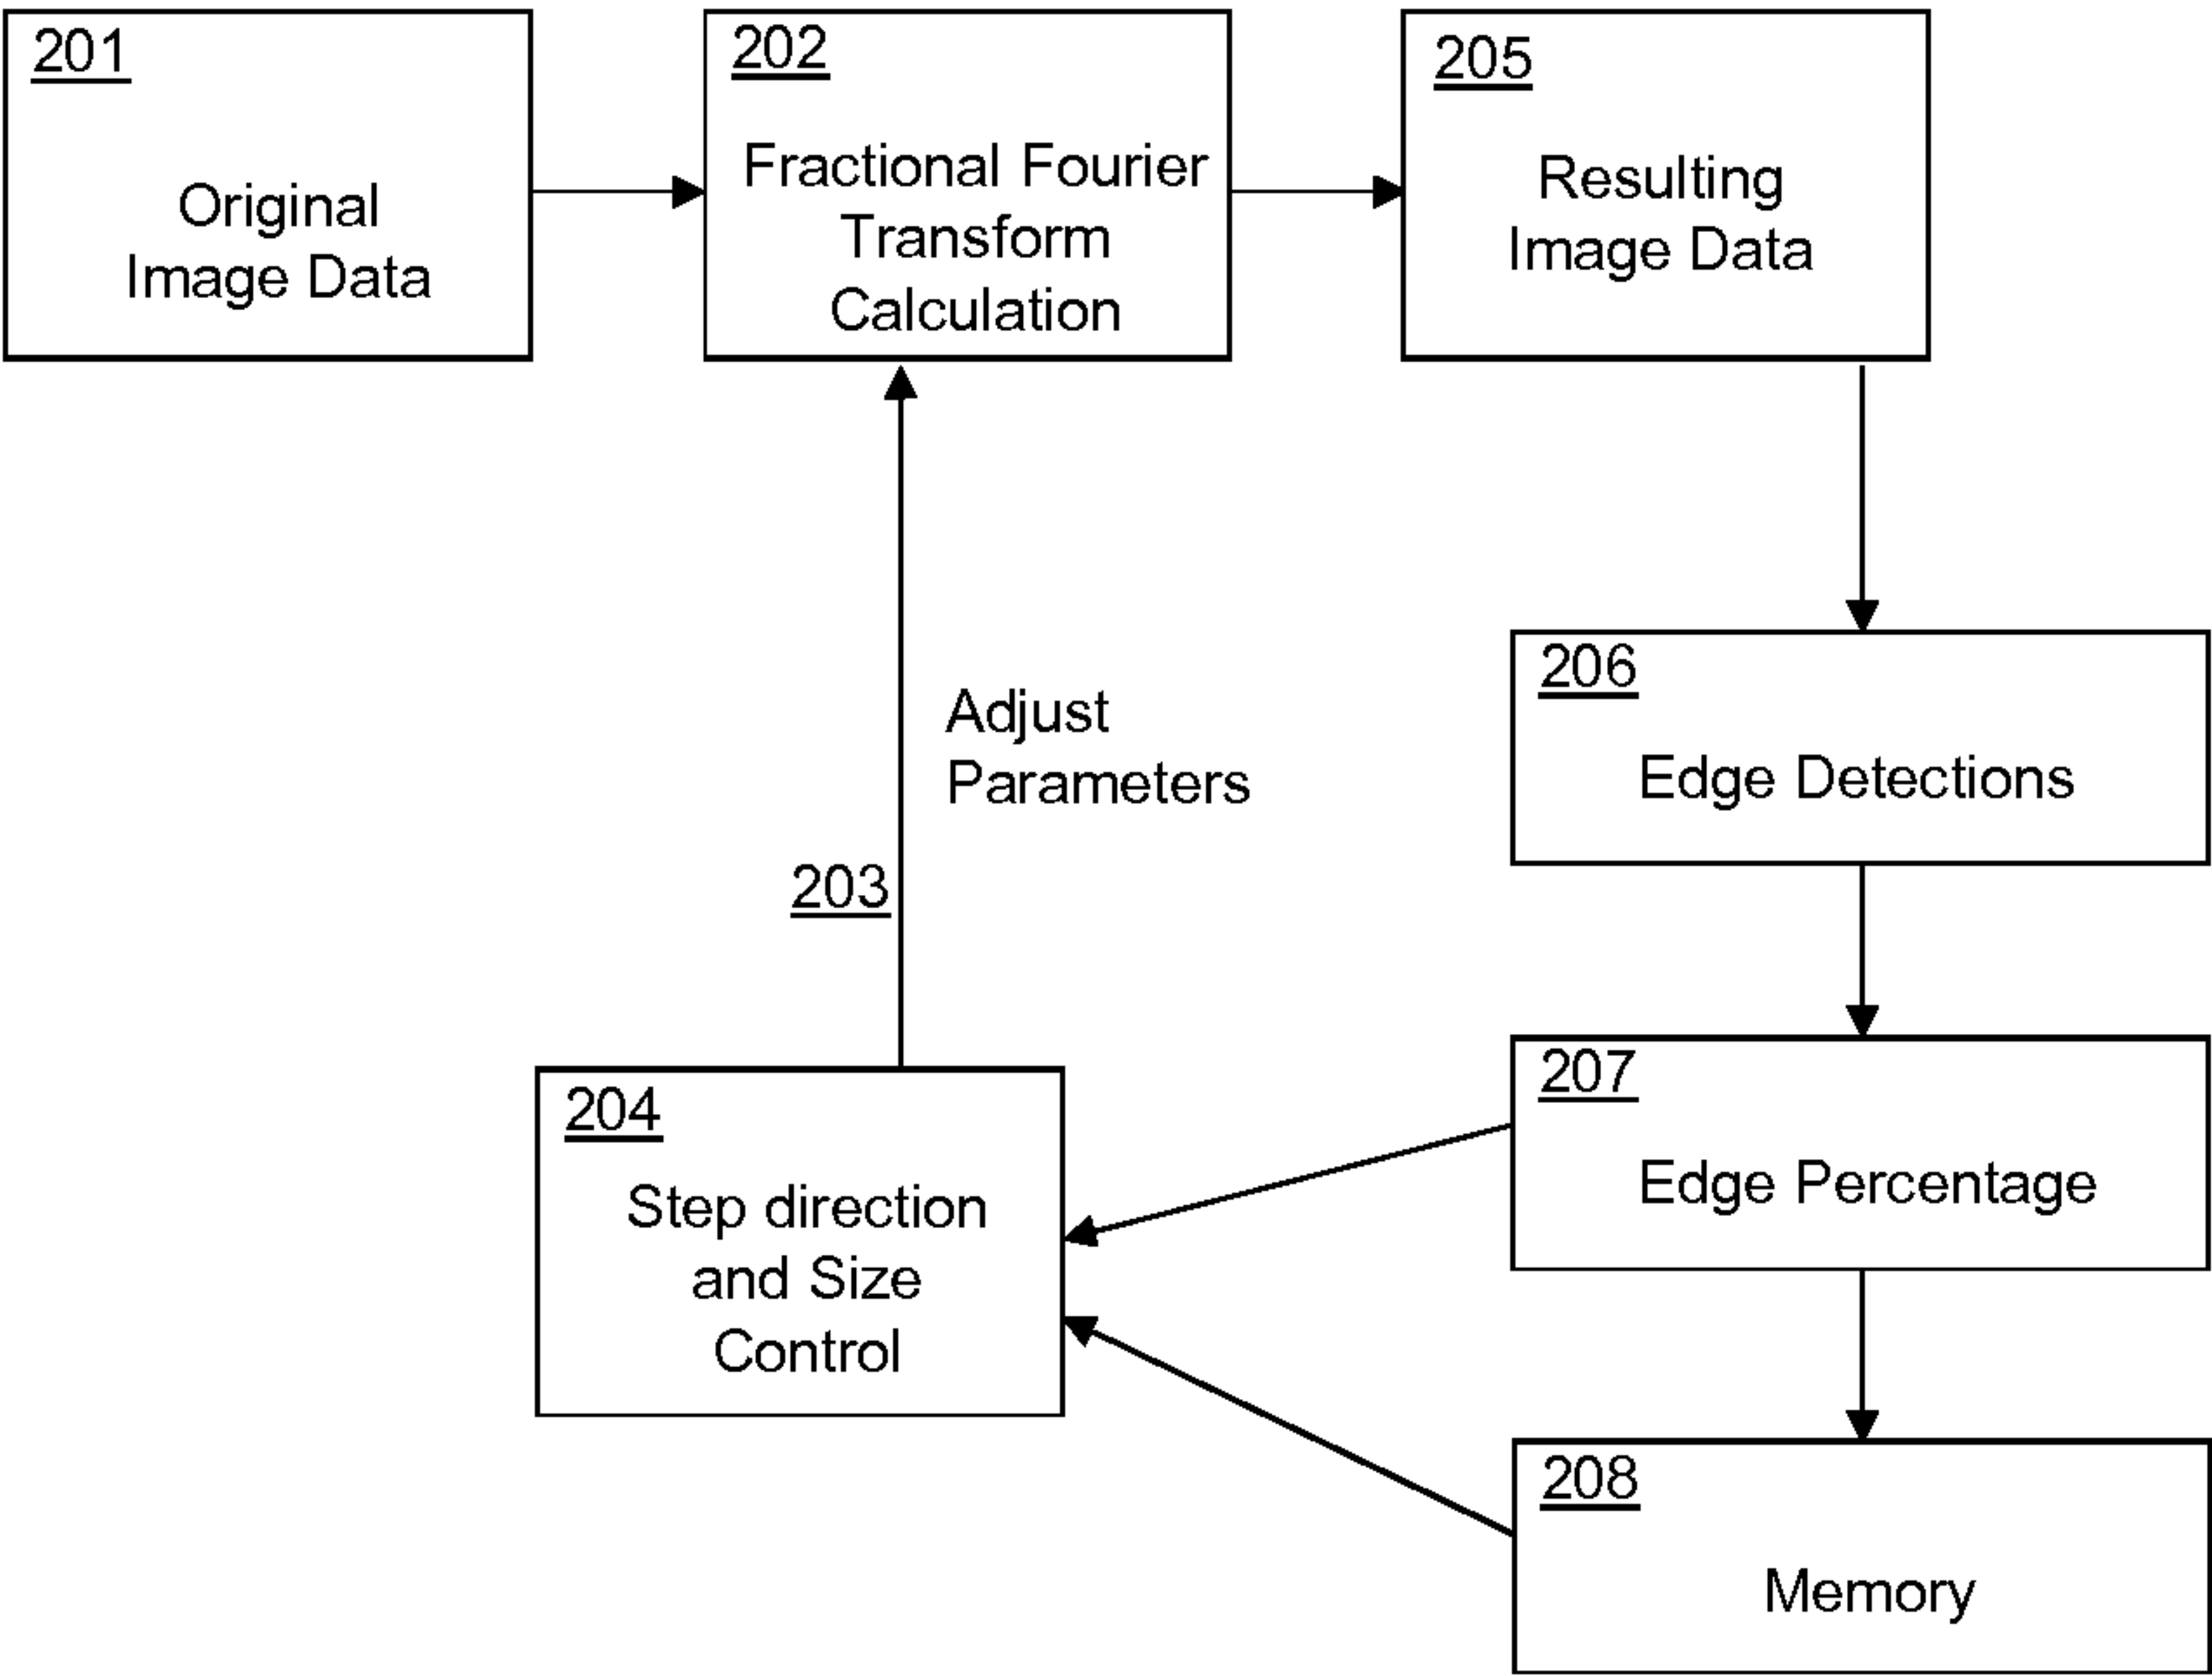 201
Original
Image Data
202
Fractional Fourier
Transform
Calculation
205
Resulting
Image Data
206
Edge Detections
Adjust
Parameters
203
207
Edge Percentage
204
Step direction
and Size
Control
208
Memory